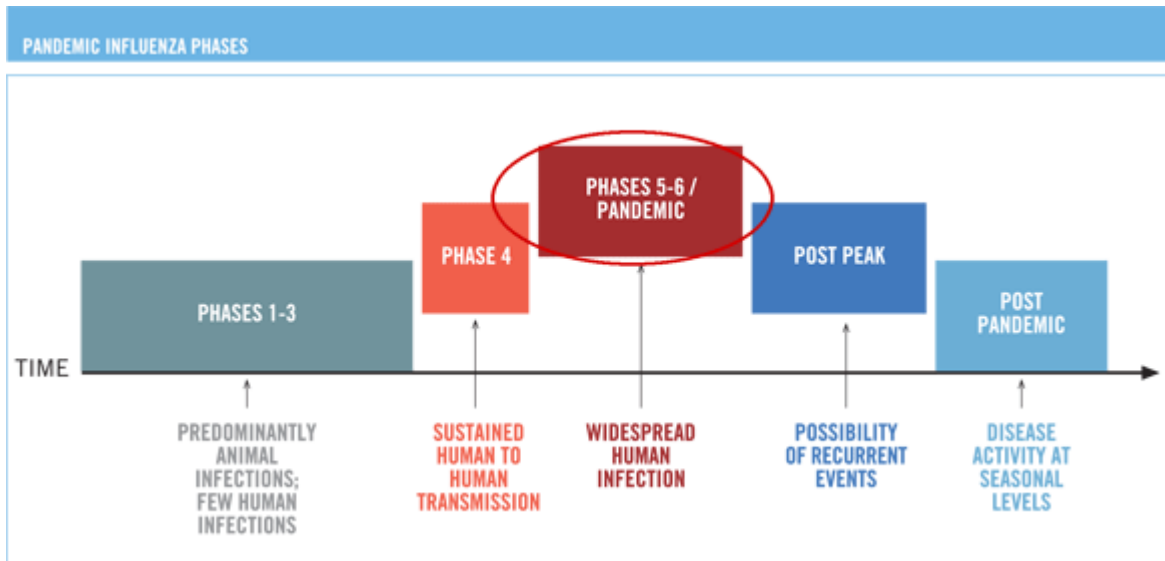 PANDEMIC INFLUENZA PHASES
PHASES 5-6 /
PANDEMIC
PHASE 4
POST PEAK
PHASES 1-3
POST
PANDEMIC
TIME
PREDOMINANTLY
ANIMAL
INFECTIONS;
FEW HUMAN
INFECTIONS
SUSTAINED
HUMAN TO
HUMAN
TRANSMISSION
WIDESPREAD
HUMAN
INFECTION
POSSIBILITY
OF RECURRENT
EVENTS
DISEASE
ACTIVITY AT
SEASONAL
LEVELS